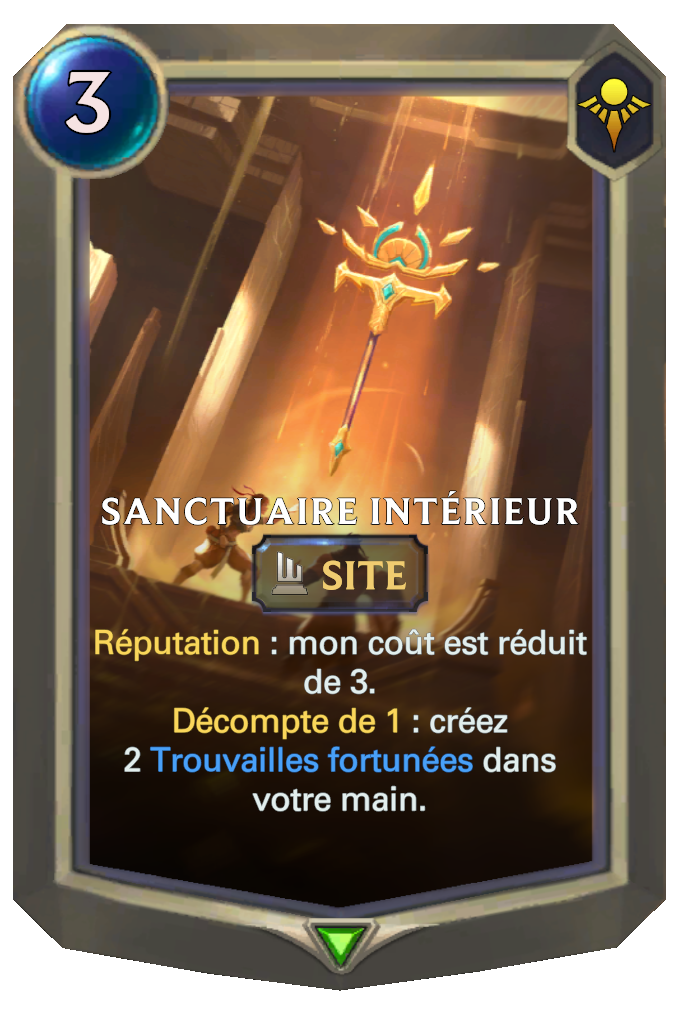 3
SANCTUAIRE INTÉRIEUR
SITE
Réputation : mon coût est réduit
de 3.
Décompte de 1 : créez
2 Trouvailles fortunées dans
votre main.